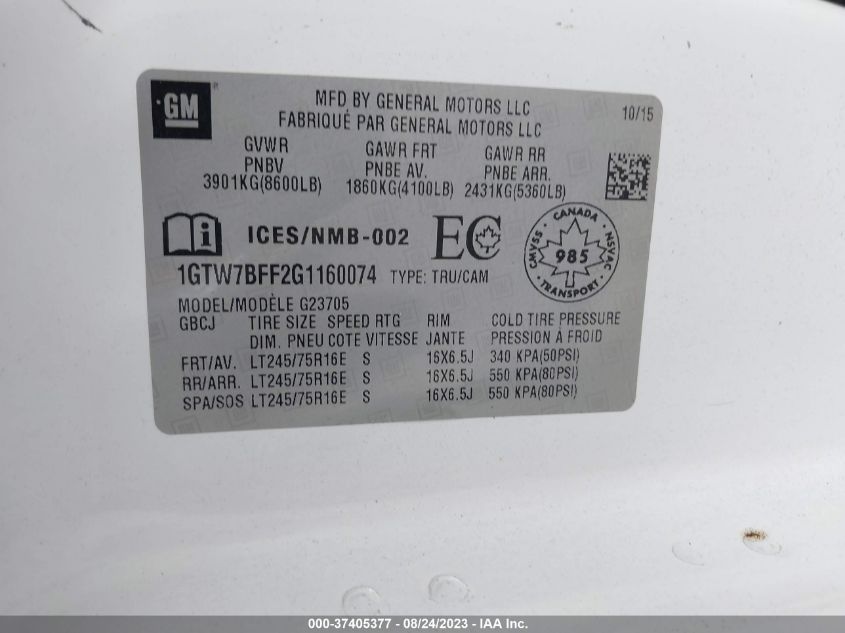 GM
MFD BY GENERAL MOTORS LLC
FABRIQUÉ PAR GENERAL MOTORS LLC
10/15
GVWR GAWR FRT GAWR RR
PNBV PNBE AV. PNBE ARR.
3901KG(8600LB) 1860KG(4100LB) 2431KG(5360LB)
ICES/NMB-002 EC
CANADA CMVSS 985 NSVAC TRANSPORT
1GTW7BFF2G1160074 TYPE: TRU/CAM
MODEL/MODÈLE G23705
GBCJ TIRE SIZE SPEED RTG RIM COLD TIRE PRESSURE
DIM. PNEU COTE VITESSE JANTE PRESSION À FROID
FRT/AV. LT245/75R16E S 16X6.5J 340 KPA(50PSI)
RR/ARR. LT245/75R16E S 16X6.5J 550 KPA(80PSI)
SPA/SOS LT245/75R16E S 16X6.5J 550 KPA(80PSI)
000-37405377 - 08/24/2023 - IAA Inc.